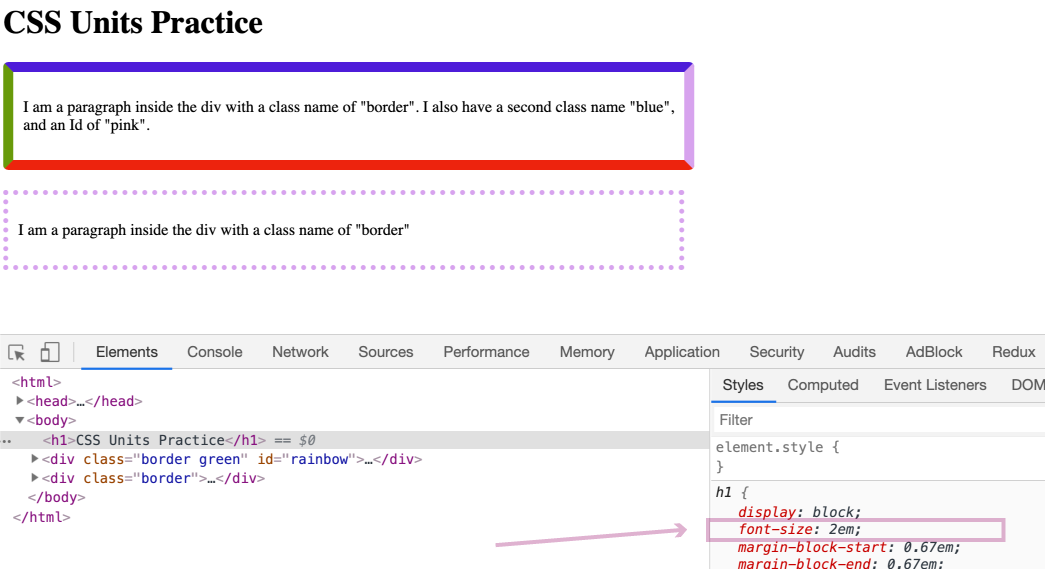 CSS Units Practice
I am a paragraph inside the div with a class name of "border". I also have a second class name "blue",
and an Id of "pink".
I am a paragraph inside the div with a class name of "border"
Elements Console Network Sources Performance Memory Application Security Audits AdBlock Redux
<html>
<head>…</head>
<body>
<h1>CSS Units Practice</h1> == $0
<div class="border green" id="rainbow">…</div>
<div class="border">…</div>
</body>
</html>
Styles Computed Event Listeners DOM
Filter
element.style {
}
h1 {
display: block;
font-size: 2em;
margin-block-start: 0.67em;
margin-block-end: 0.67em;